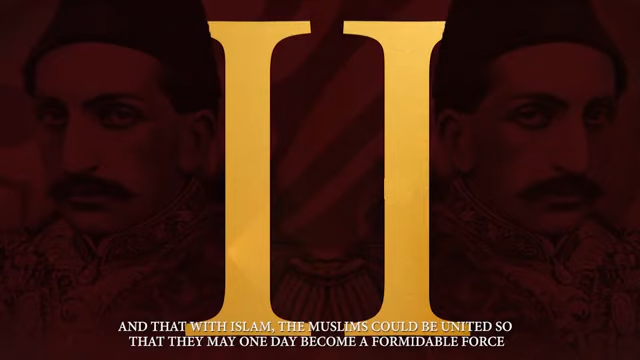 II
AND THAT WITH ISLAM, THE MUSLIMS COULD BE UNITED SO
THAT THEY MAY ONE DAY BECOME A FORMIDABLE FORCE